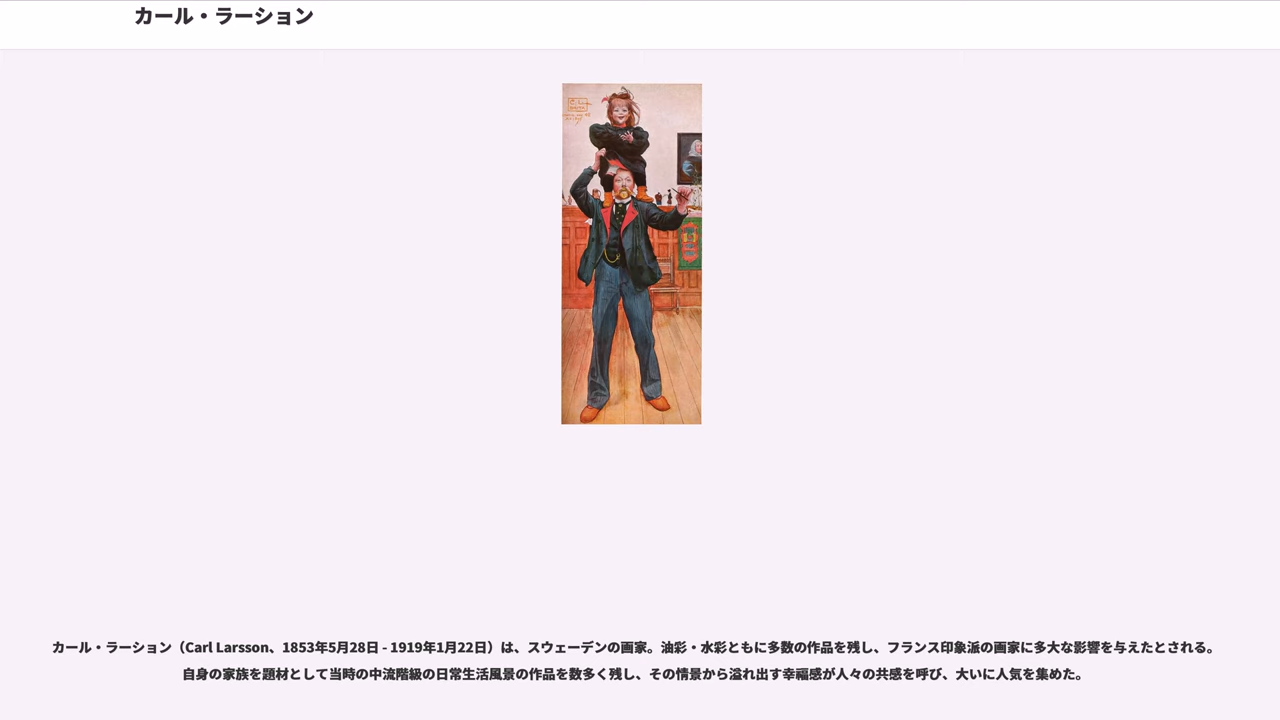 カール・ラーション
カール・ラーション（Carl Larsson、1853年5月28日 - 1919年1月22日）は、スウェーデンの画家。油彩・水彩ともに多数の作品を残し、フランス印象派の画家に多大な影響を与えたとされる。
自身の家族を題材として当時の中流階級の日常生活風景の作品を数多く残し、その情景から溢れ出す幸福感が人々の共感を呼び、大いに人気を集めた。